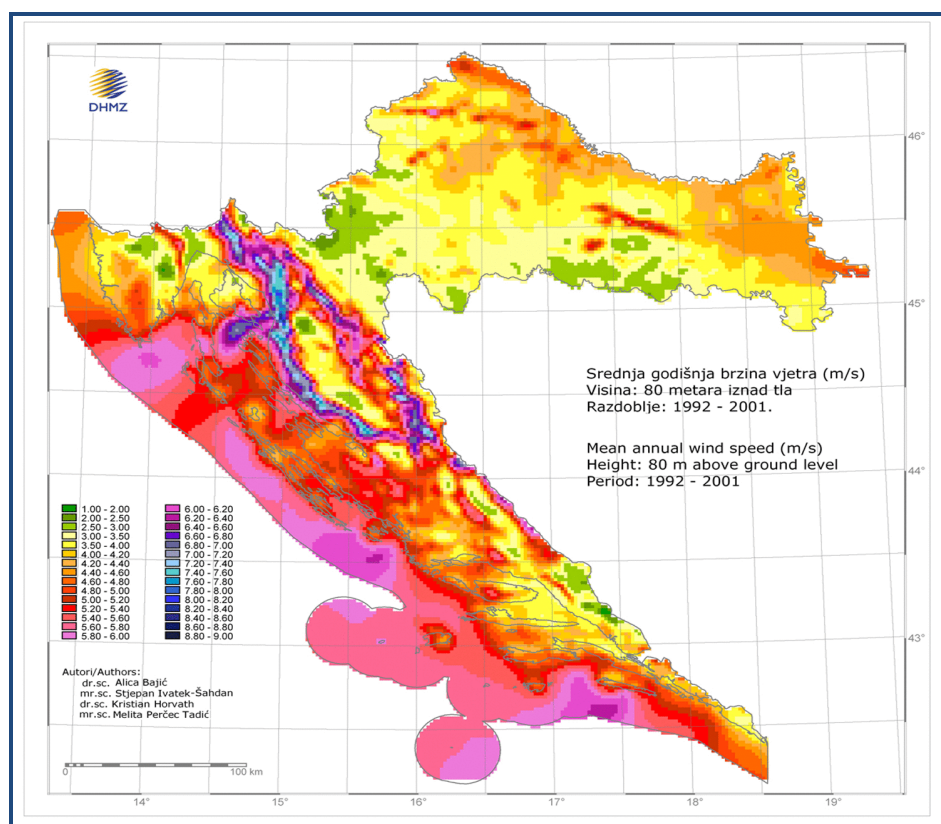 DHMZ
46°
45°
Srednja godišnja brzina vjetra (m/s)
Visina: 80 metara iznad tla
Razdoblje: 1992 - 2001.
Mean annual wind speed (m/s)
Height: 80 m above ground level
Period: 1992 - 2001
44°
1.00 - 2.00 6.00 - 6.20
2.00 - 2.50 6.20 - 6.40
2.50 - 3.00 6.40 - 6.60
3.00 - 3.50 6.60 - 6.80
3.50 - 4.00 6.80 - 7.00
4.00 - 4.20 7.00 - 7.20
4.20 - 4.40 7.20 - 7.40
4.40 - 4.60 7.40 - 7.60
4.60 - 4.80 7.60 - 7.80
4.80 - 5.00 7.80 - 8.00
5.00 - 5.20 8.00 - 8.20
5.20 - 5.40 8.20 - 8.40
5.40 - 5.60 8.40 - 8.60
5.60 - 5.80 8.60 - 8.80
5.80 - 6.00 8.80 - 9.00
43°
Autori/Authors:
dr.sc. Alica Bajić
mr.sc. Stjepan Ivatek-Šahdan
dr.sc. Kristian Horvath
mr.sc. Melita Perčec Tadić
0 100 km
14° 15° 16° 17° 18° 19°